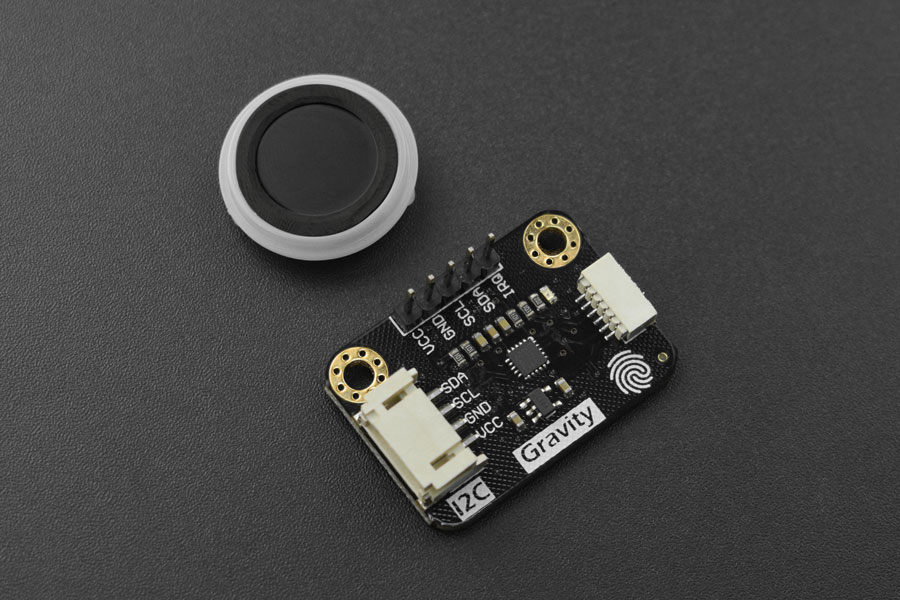 IRQ
SDA
SCL
GND
VCC
SDA
SCL
GND
VCC
Gravity
I2C